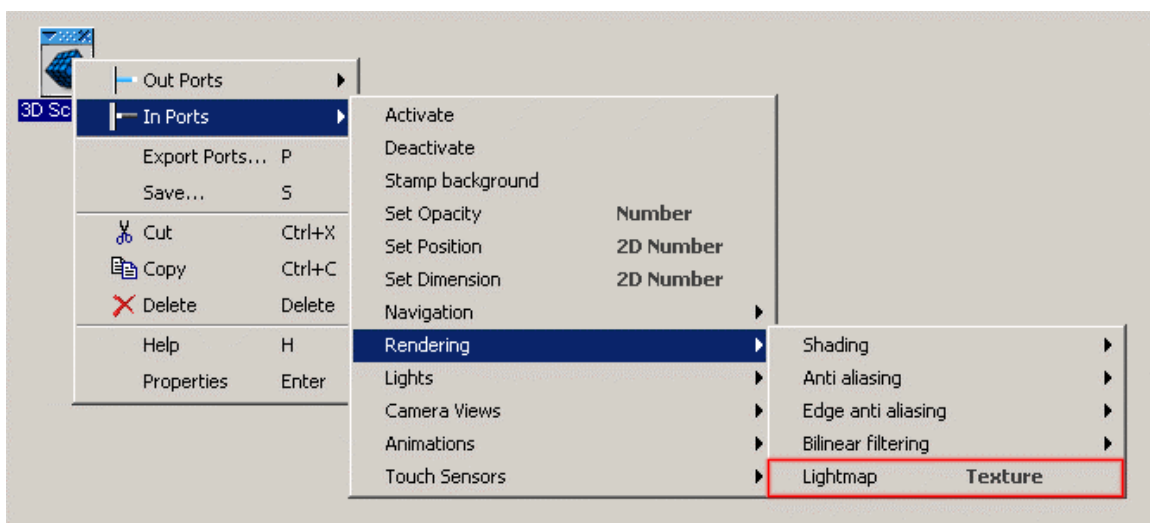 3D Sc
Out Ports
In Ports
Export Ports... P
Save... S
Cut Ctrl+X
Copy Ctrl+C
Delete Delete
Help H
Properties Enter
Activate
Deactivate
Stamp background
Set Opacity Number
Set Position 2D Number
Set Dimension 2D Number
Navigation
Rendering
Lights
Camera Views
Animations
Touch Sensors
Shading
Anti aliasing
Edge anti aliasing
Bilinear filtering
Lightmap Texture